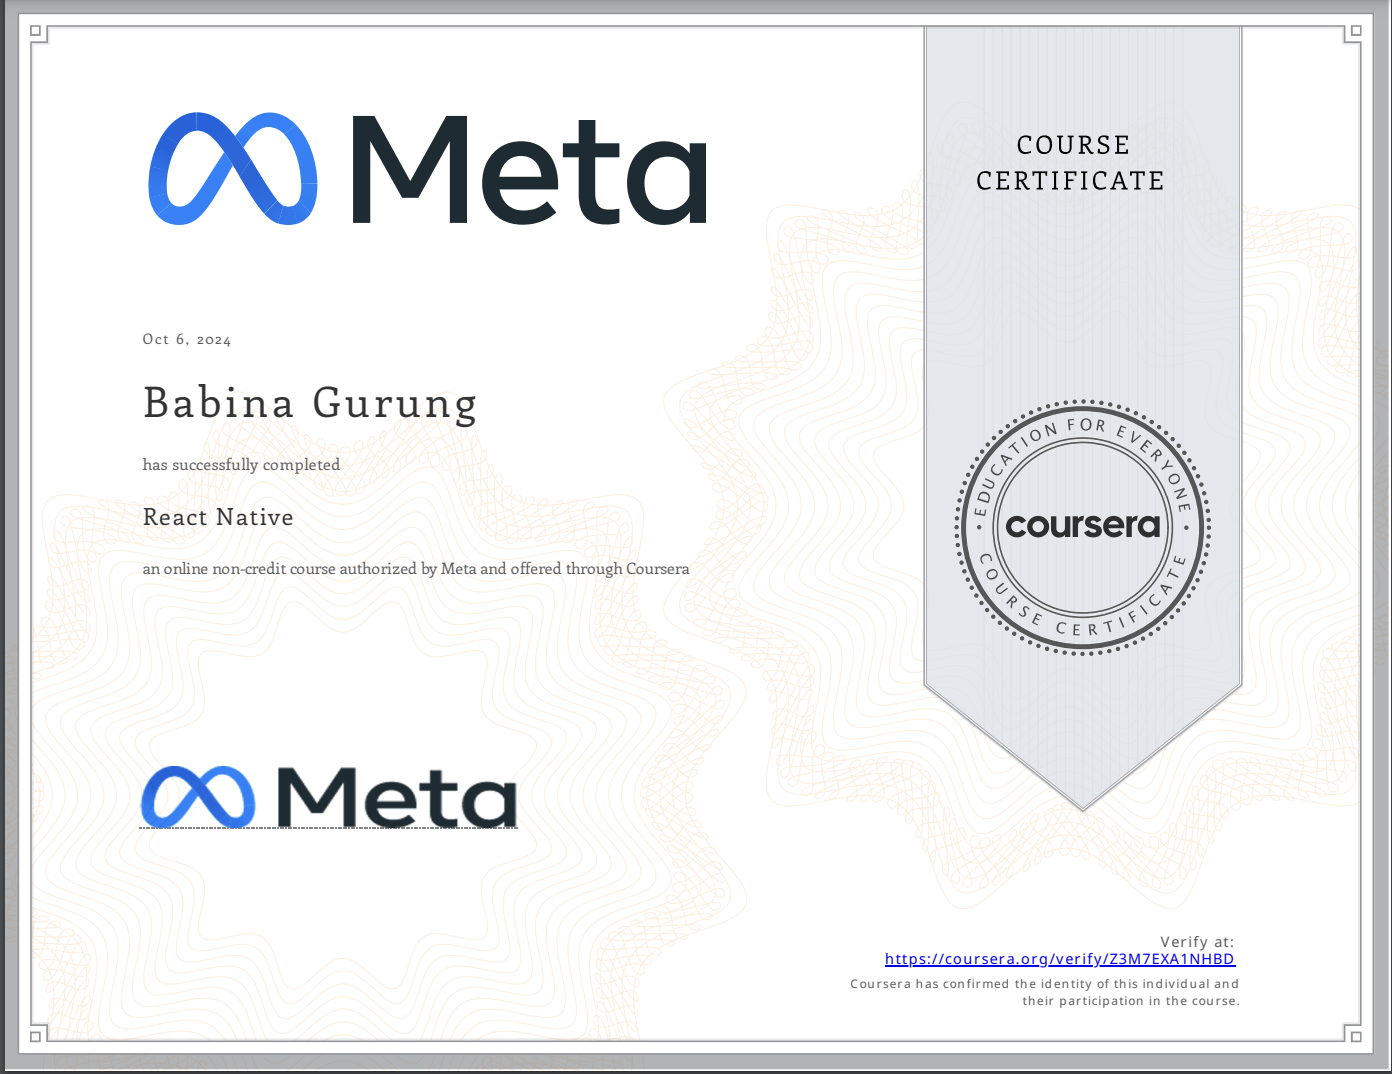 Meta
COURSE
CERTIFICATE
Oct 6, 2024
Babina Gurung
has successfully completed
React Native
an online non-credit course authorized by Meta and offered through Coursera
EDUCATION FOR EVERYONE
coursera
COURSE CERTIFICATE
Meta
Verify at:
https://coursera.org/verify/Z3M7EXA1NHBD
Coursera has confirmed the identity of this individual and
their participation in the course.